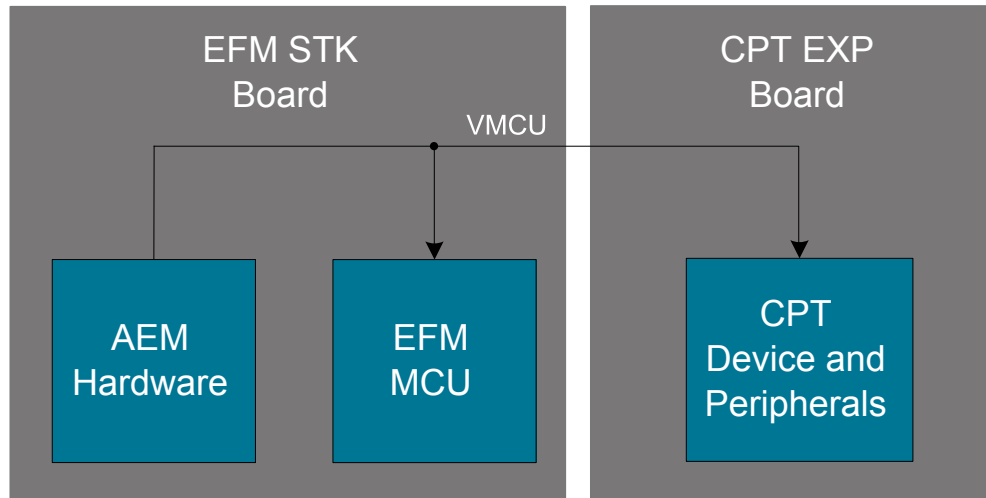 EFM STK
Board
CPT EXP
Board
VMCU
AEM
Hardware
EFM
MCU
CPT
Device and
Peripherals